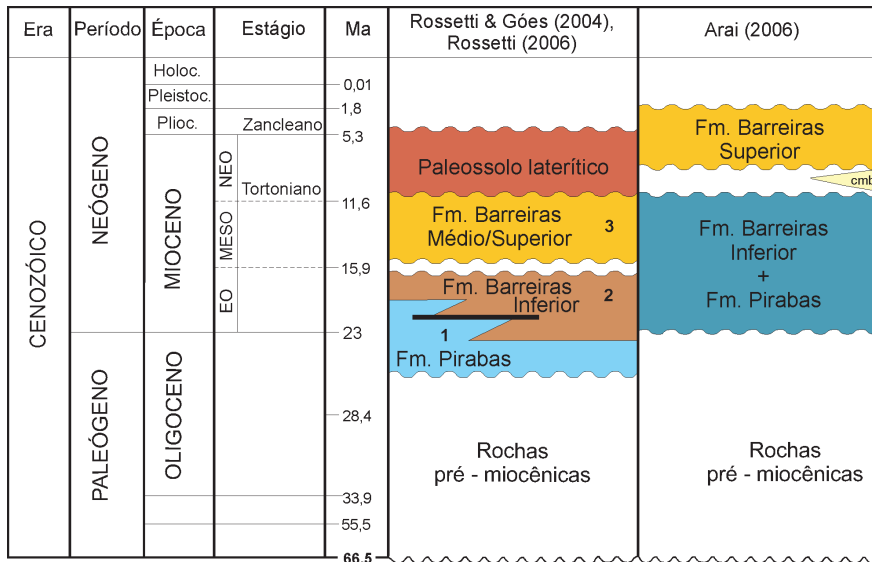 Era
Período
Época
Estágio
Ma
Rossetti & Góes (2004),
Rossetti (2006)
Arai (2006)
CENOZÓICO
NEÓGENO
PALEÓGENO
Holoc.
Pleistoc.
Plioc.
MIOCENO
OLIGOCENO
Zancleano
NEO
Tortoniano
MESO
EO
0,01
1,8
5,3
11,6
15,9
23
28,4
33,9
55,5
66,5
Paleossolo laterítico
Fm. Barreiras
Médio/Superior 3
Fm. Barreiras 2
Inferior
1
Fm. Pirabas
Rochas
pré - miocênicas
Fm. Barreiras
Superior
cmb
Fm. Barreiras
Inferior
+
Fm. Pirabas
Rochas
pré - miocênicas